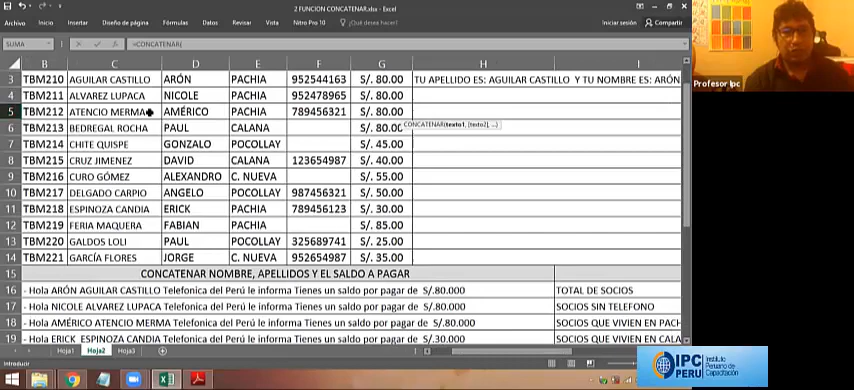 2 FUNCION CONCATENAR.xlsx - Excel
Archivo Inicio Insertar Diseño de página Fórmulas Datos Revisar Vista Nitro Pro 10 ¿Qué desea hacer? Iniciar sesión Compartir
SUMA =CONCATENAR(
B C D E F G H I
3 TBM210 AGUILAR CASTILLO ARÓN PACHIA 952544163 S/. 80.00 TU APELLIDO ES: AGUILAR CASTILLO Y TU NOMBRE ES: ARÓN
4 TBM211 ALVAREZ LUPACA NICOLE PACHIA 952478965 S/. 80.00
5 TBM212 ATENCIO MERMA AMÉRICO PACHIA 789456321 S/. 80.00
CONCATENAR(texto1, [texto2], ...)
6 TBM213 BEDREGAL ROCHA PAUL CALANA S/. 80.00
7 TBM214 CHITE QUISPE GONZALO POCOLLAY S/. 45.00
8 TBM215 CRUZ JIMENEZ DAVID CALANA 123654987 S/. 40.00
9 TBM216 CURO GÓMEZ ALEXANDRO C. NUEVA S/. 55.00
10 TBM217 DELGADO CARPIO ANGELO POCOLLAY 987456321 S/. 50.00
11 TBM218 ESPINOZA CANDIA ERICK PACHIA 789456123 S/. 30.00
12 TBM219 FERIA MAQUERA FABIAN PACHIA S/. 85.00
13 TBM220 GALDOS LOLI PAUL POCOLLAY 325689741 S/. 25.00
14 TBM221 GARCÍA FLORES JORGE C. NUEVA 952654987 S/. 35.00
15 CONCATENAR NOMBRE, APELLIDOS Y EL SALDO A PAGAR
16 - Hola ARÓN AGUILAR CASTILLO Telefonica del Perú le informa Tienes un saldo por pagar de S/.80.000 TOTAL DE SOCIOS
17 - Hola NICOLE ALVAREZ LUPACA Telefonica del Perú le informa Tienes un saldo por pagar de S/.80.000 SOCIOS SIN TELEFONO
18 - Hola AMÉRICO ATENCIO MERMA Telefonica del Perú le informa Tienes un saldo por pagar de S/.80.000 SOCIOS QUE VIVEN EN PACH
19 - Hola ERICK ESPINOZA CANDIA Telefonica del Perú le informa Tienes un saldo por pagar de S/.30.000 SOCIOS QUE VIVEN EN CALA
Hoja1 Hoja2 Hoja3
Introducir
Profesor Ipc
IPC PERÚ Instituto Peruano de Capacitación